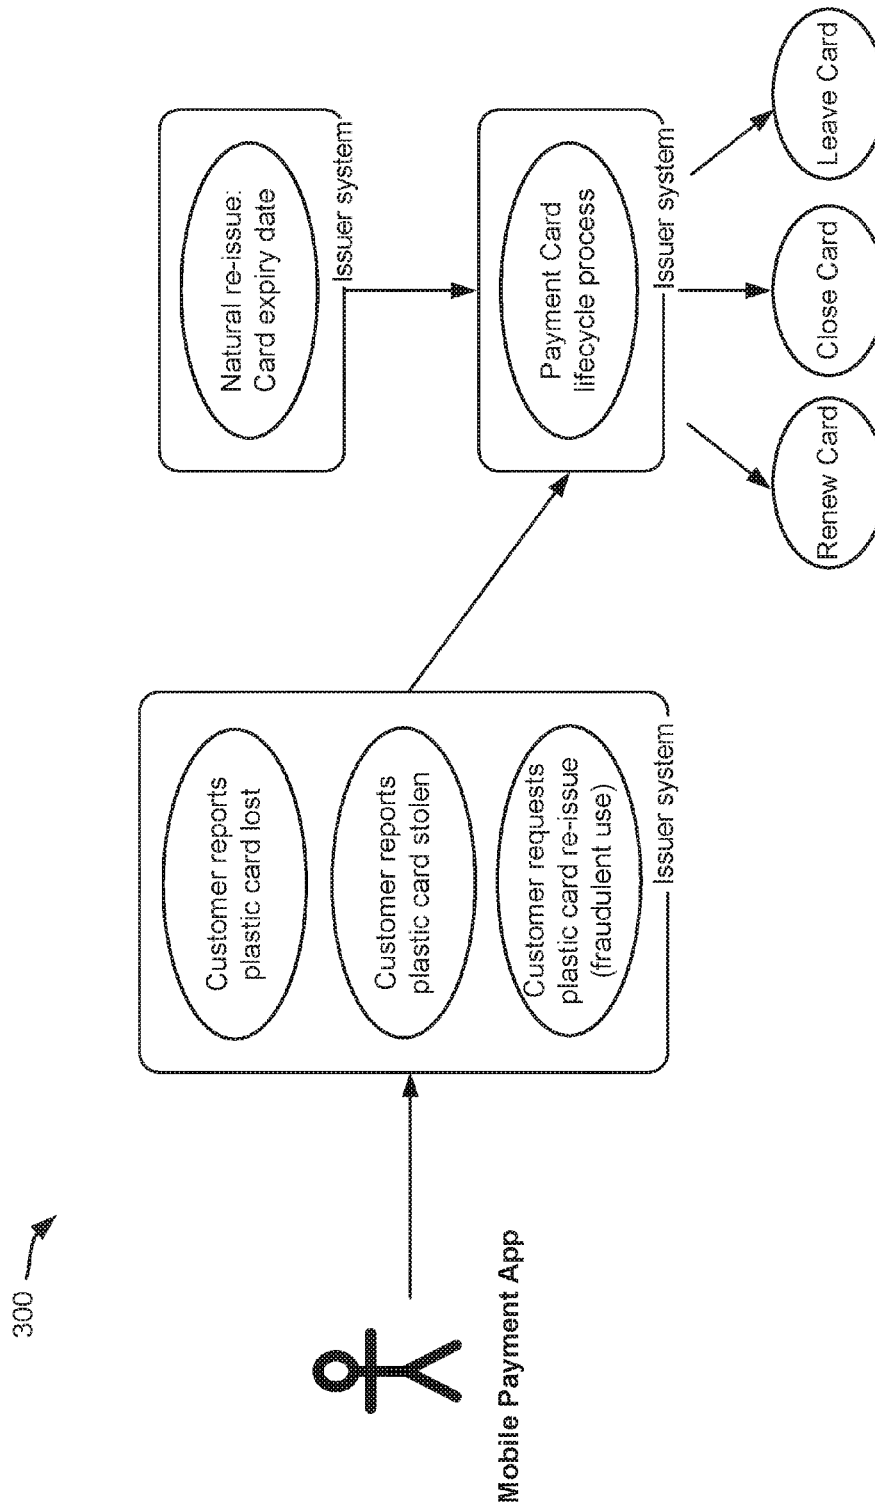 300
Mobile Payment App
Customer reports
plastic card lost
Customer reports
plastic card stolen
Customer requests
plastic card re-issue
(fraudulent use)
Issuer system
Natural re-issue:
Card expiry date
Issuer system
Payment Card
lifecycle process
Issuer system
Renew Card
Close Card
Leave Card